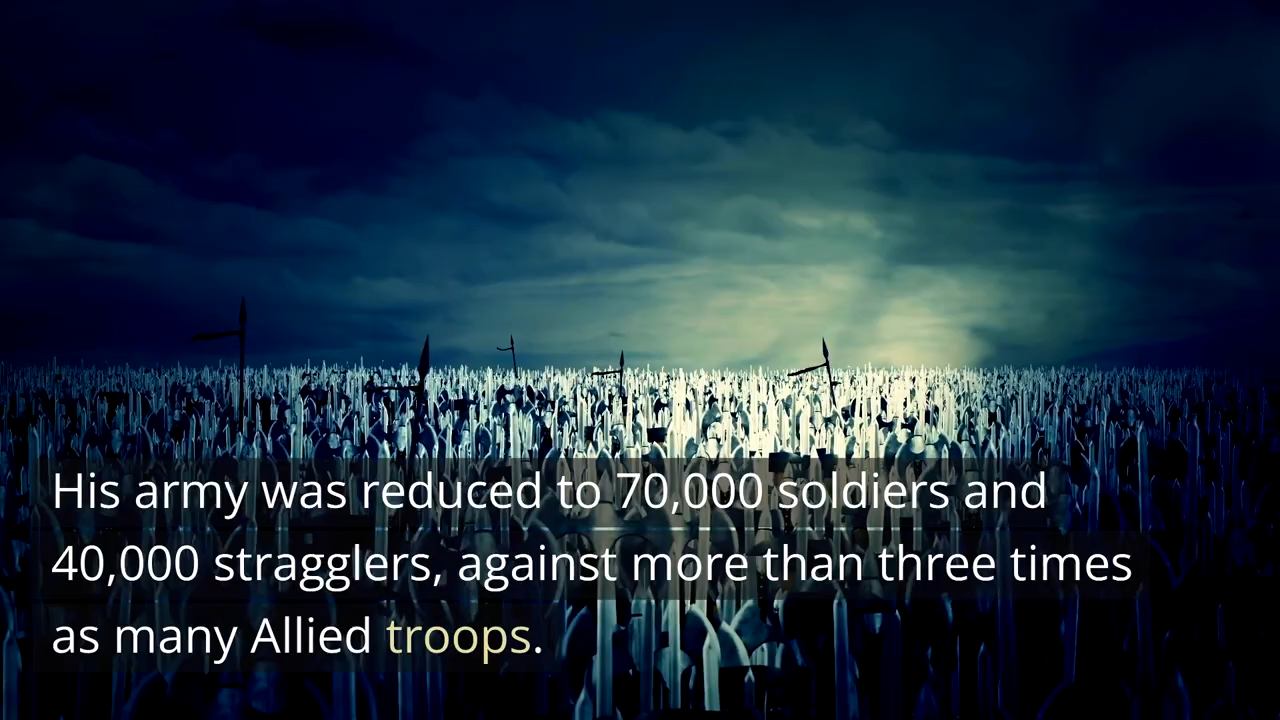 His army was reduced to 70,000 soldiers and
40,000 stragglers, against more than three times
as many Allied troops.